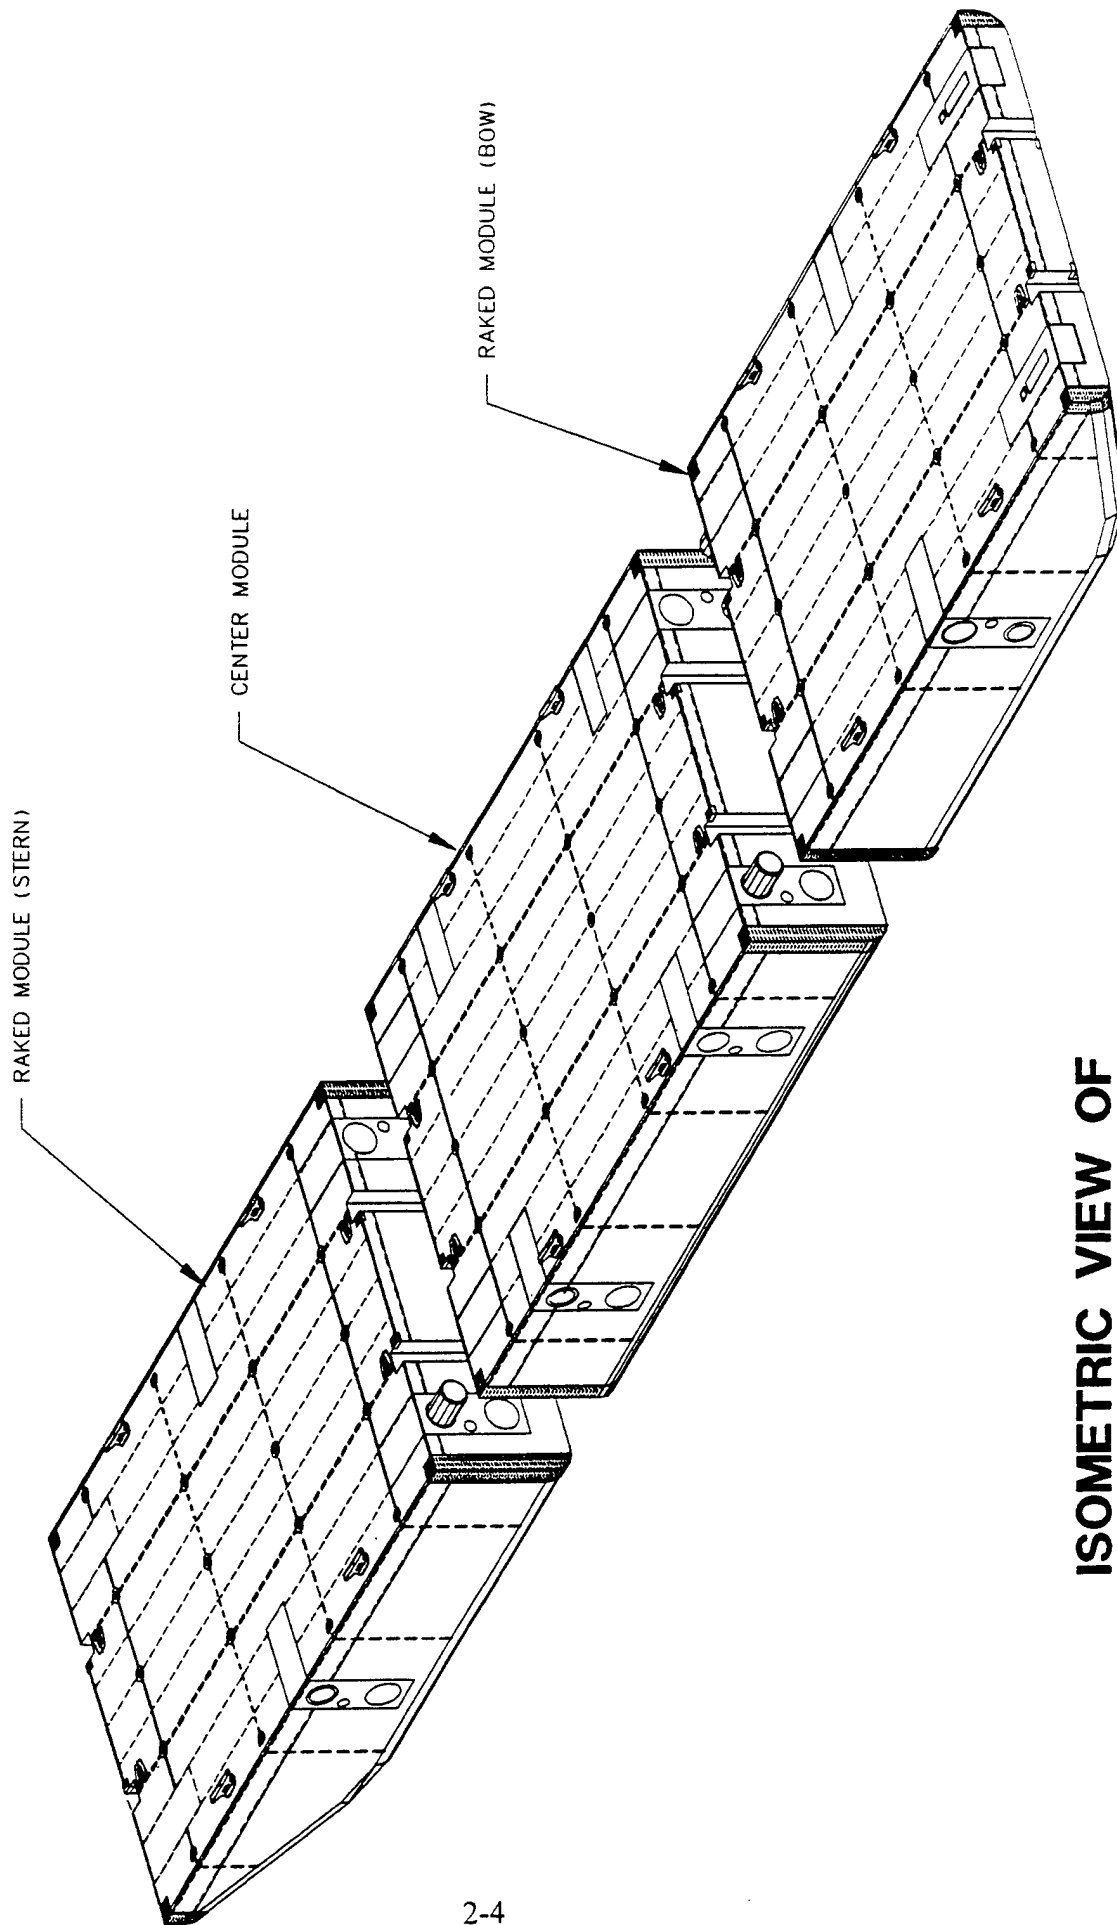 RAKED MODULE (STERN)
CENTER MODULE
RAKED MODULE (BOW)
ISOMETRIC VIEW OF
2-4